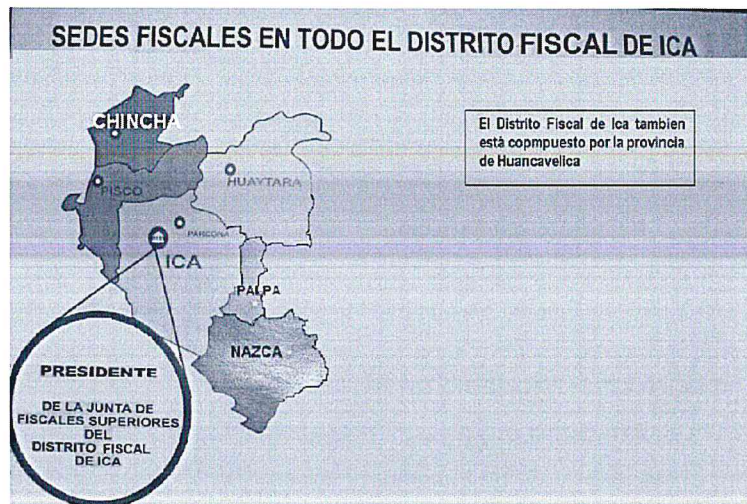 SEDES FISCALES EN TODO EL DISTRITO FISCAL DE ICA
El Distrito Fiscal de Ica tambien
está copmpuesto por la provincia
de Huancavelica
CHINCHA
PISCO
HUAYTARA
PARCONA
ICA
PALPA
NAZCA
PRESIDENTE
DE LA JUNTA DE
FISCALES SUPERIORES
DEL
DISTRITO FISCAL
DE ICA